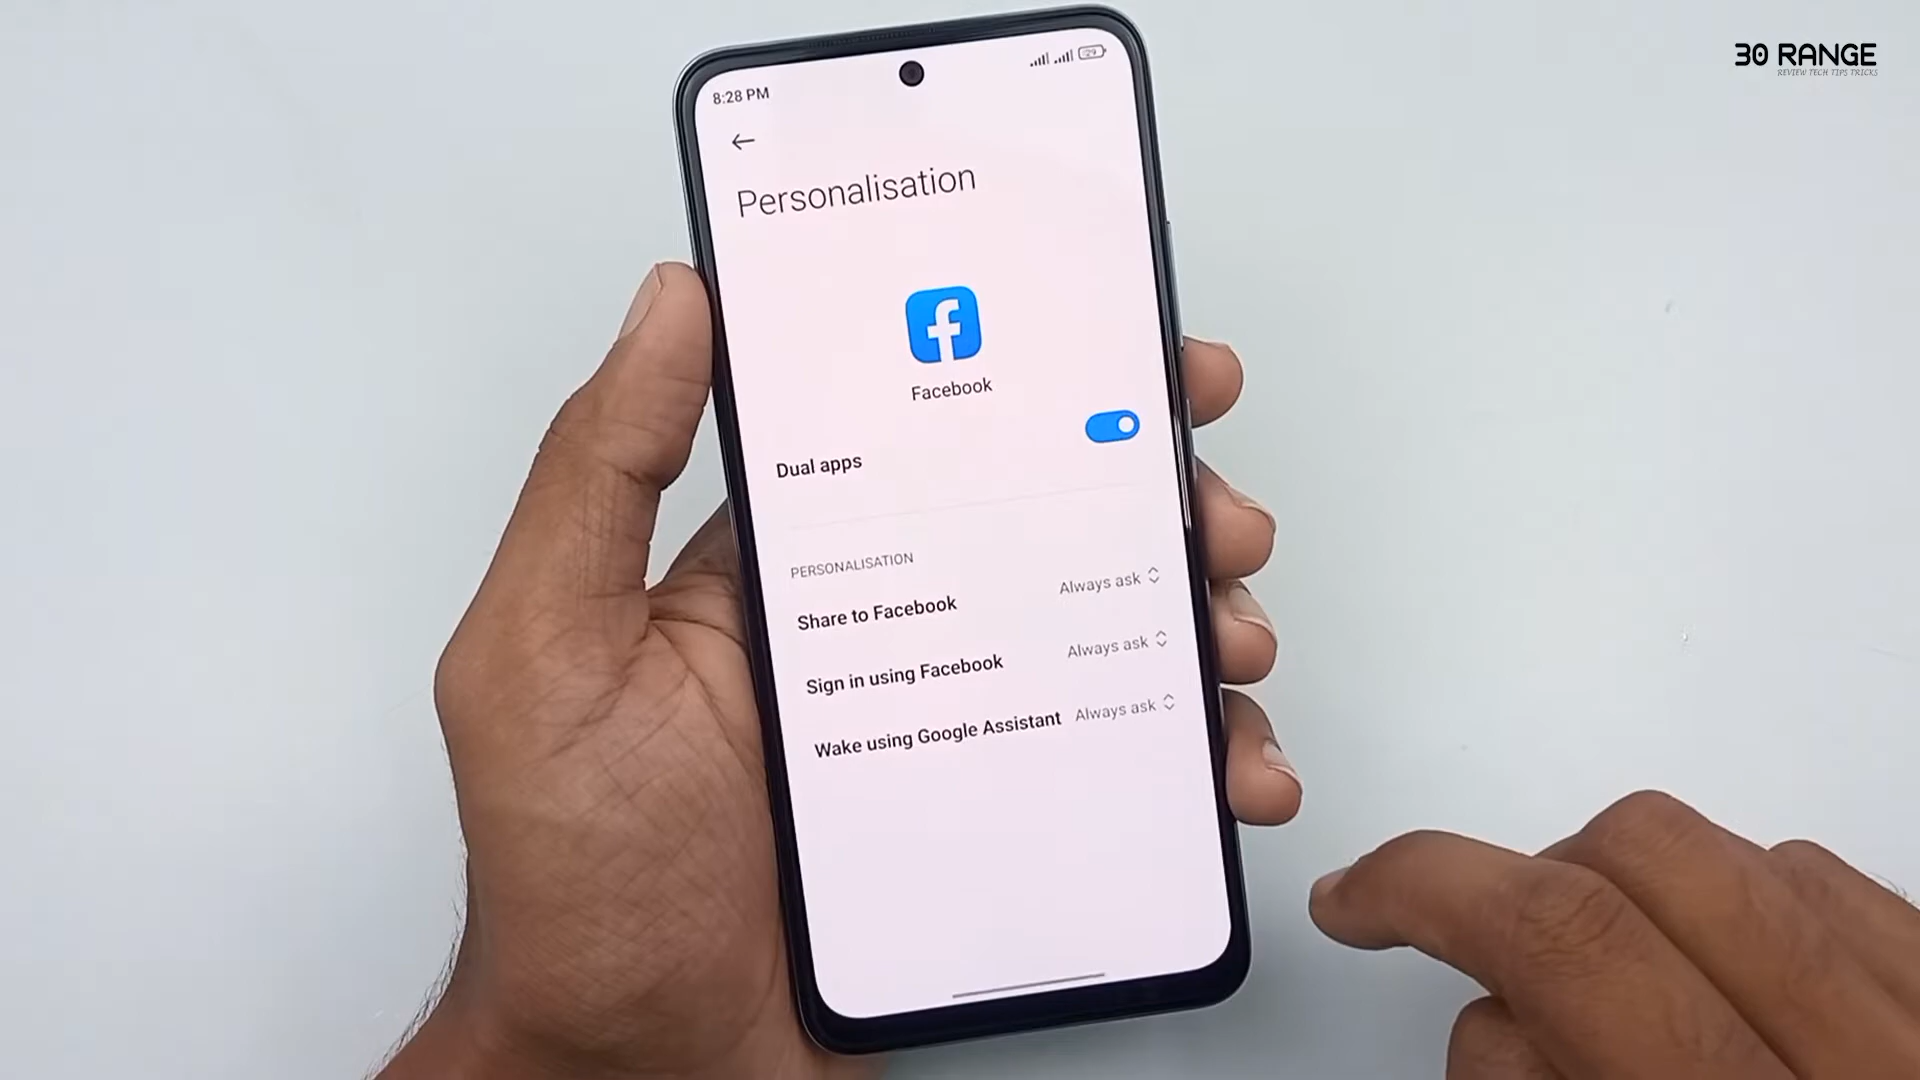 30 RANGE
REVIEW TECH TIPS TRICKS
8:28 PM
29
Personalisation
Facebook
Dual apps
PERSONALISATION
Share to Facebook Always ask
Sign in using Facebook Always ask
Wake using Google Assistant Always ask